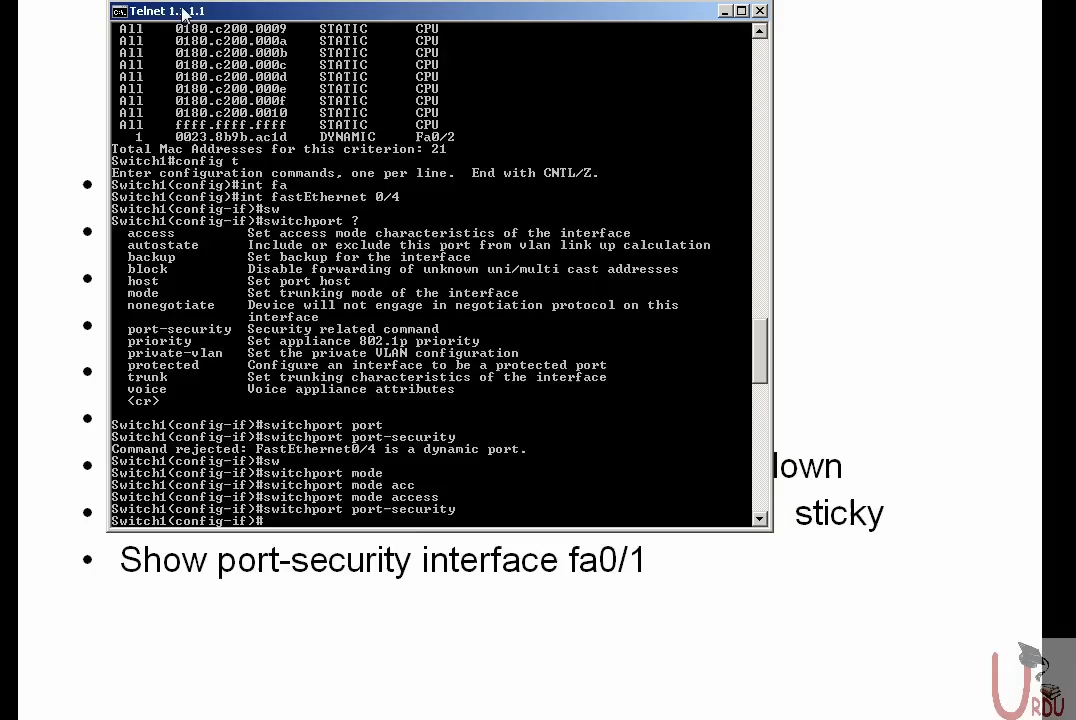 Telnet 1.1.1.1
All 0180.c200.0009 STATIC CPU
All 0180.c200.000a STATIC CPU
All 0180.c200.000b STATIC CPU
All 0180.c200.000c STATIC CPU
All 0180.c200.000d STATIC CPU
All 0180.c200.000e STATIC CPU
All 0180.c200.000f STATIC CPU
All 0180.c200.0010 STATIC CPU
All ffff.ffff.ffff STATIC CPU
1 0023.8b9b.ac1d DYNAMIC Fa0/2
Total Mac Addresses for this criterion: 21
Switch1#config t
Enter configuration commands, one per line. End with CNTL/Z.
Switch1(config)#int fa
Switch1(config)#int fastEthernet 0/4
Switch1(config-if)#sw
Switch1(config-if)#switchport ?
access Set access mode characteristics of the interface
autostate Include or exclude this port from vlan link up calculation
backup Set backup for the interface
block Disable forwarding of unknown uni/multi cast addresses
host Set port host
mode Set trunking mode of the interface
nonegotiate Device will not engage in negotiation protocol on this
interface
port-security Security related command
priority Set appliance 802.1p priority
private-vlan Set the private VLAN configuration
protected Configure an interface to be a protected port
trunk Set trunking characteristics of the interface
voice Voice appliance attributes
<cr>
Switch1(config-if)#switchport port
Switch1(config-if)#switchport port-security
Command rejected: FastEthernet0/4 is a dynamic port.
Switch1(config-if)#sw
Switch1(config-if)#switchport mode
Switch1(config-if)#switchport mode acc
Switch1(config-if)#switchport mode access
Switch1(config-if)#switchport port-security
Switch1(config-if)#
down
sticky
• Show port-security interface fa0/1
URDU